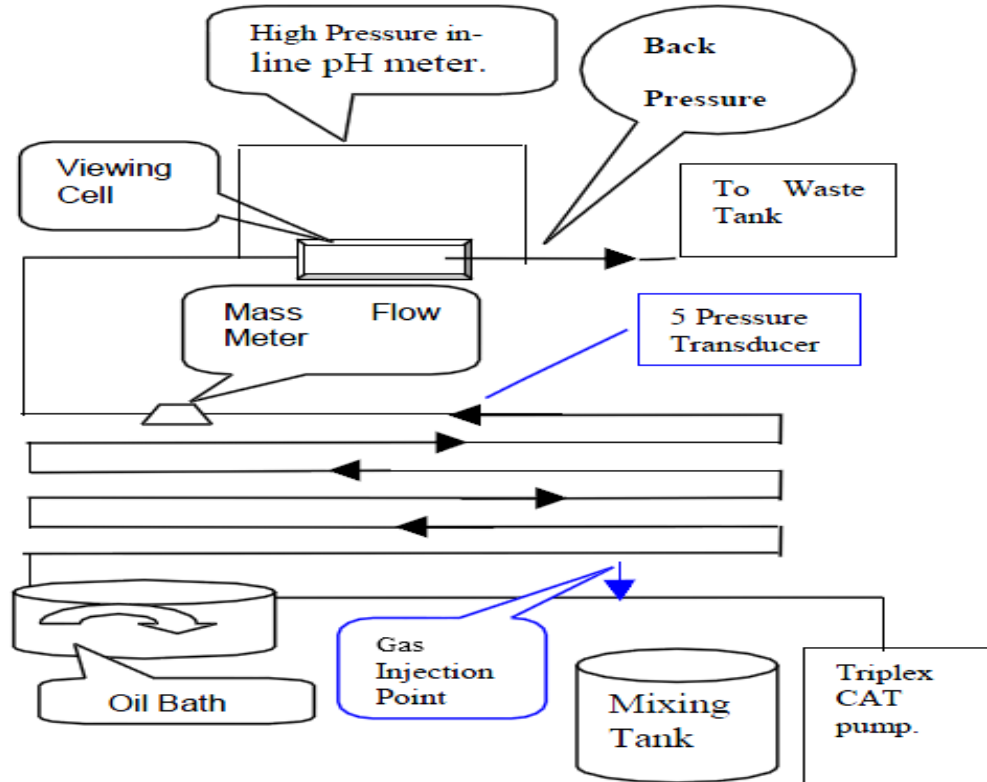 High Pressure in-
line pH meter.
Back
Pressure
Viewing
Cell
To Waste
Tank
Mass Flow
Meter
5 Pressure
Transducer
Gas
Injection
Point
Oil Bath
Mixing
Tank
Triplex
CAT
pump.